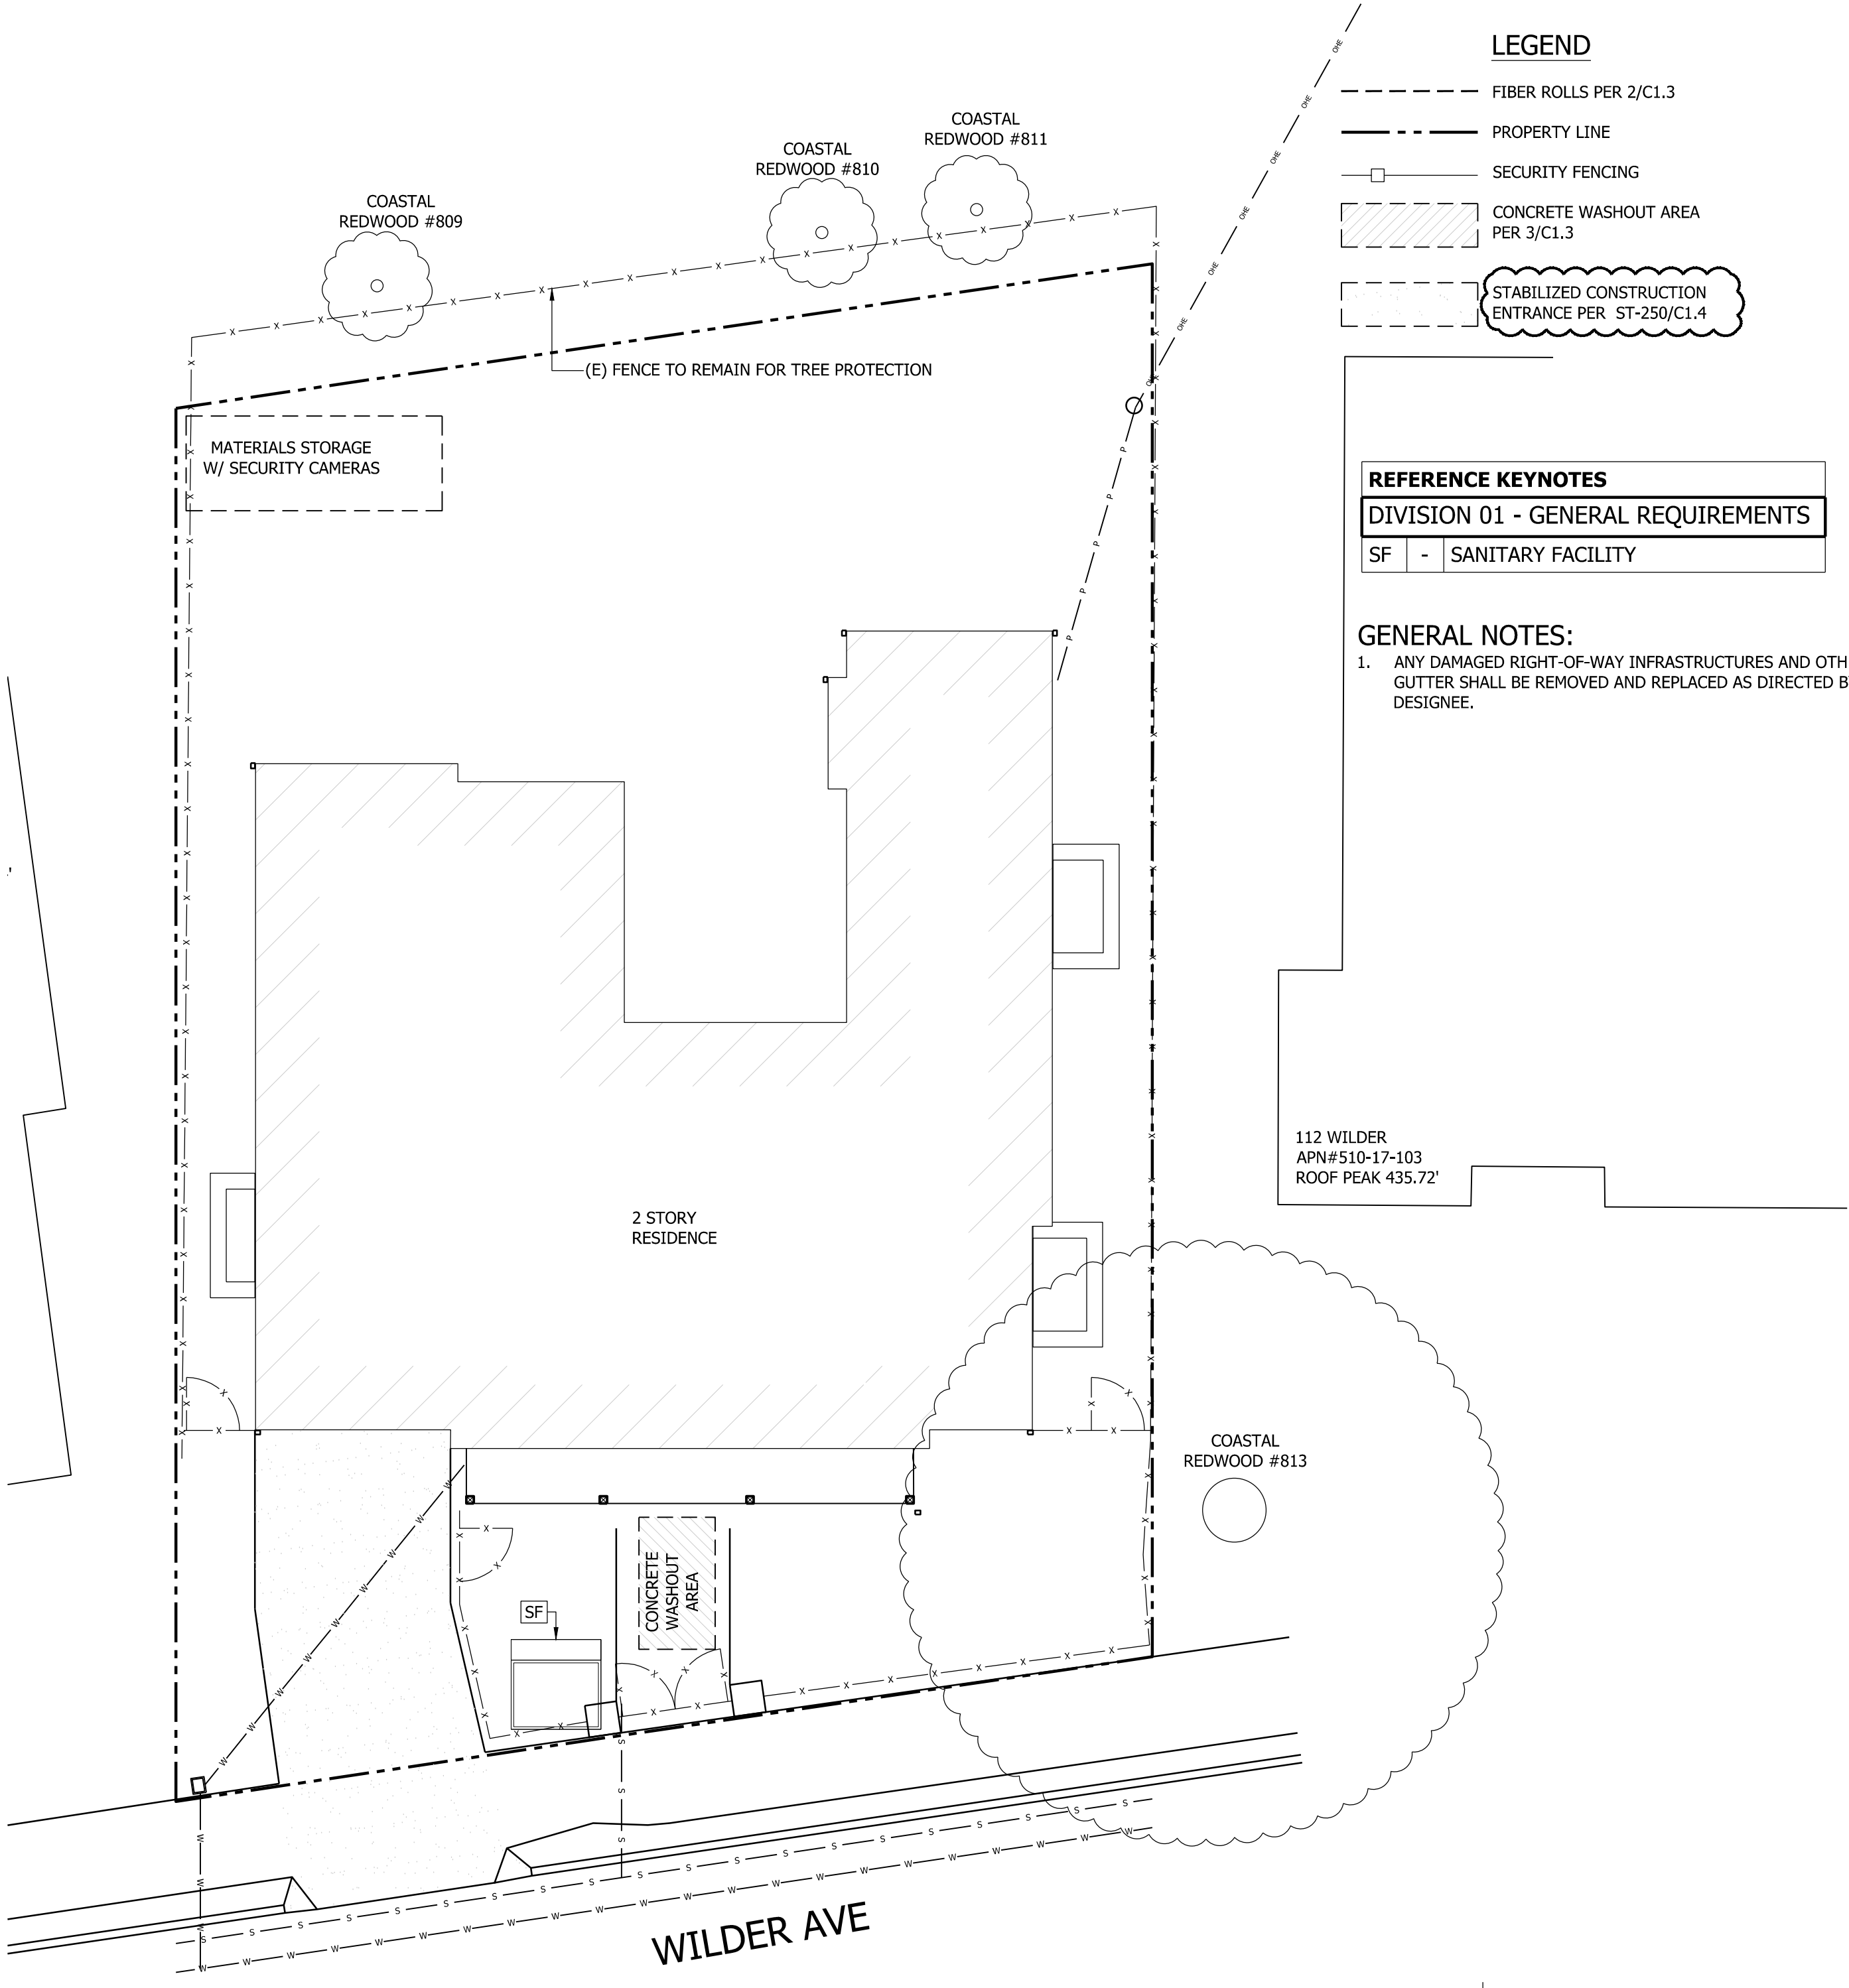 LEGEND
FIBER ROLLS PER 2/C1.3
PROPERTY LINE
SECURITY FENCING
CONCRETE WASHOUT AREA
PER 3/C1.3
STABILIZED CONSTRUCTION
ENTRANCE PER ST-250/C1.4
COASTAL
REDWOOD #811
COASTAL
REDWOOD #810
COASTAL
REDWOOD #809
(E) FENCE TO REMAIN FOR TREE PROTECTION
MATERIALS STORAGE
W/ SECURITY CAMERAS
REFERENCE KEYNOTES
DIVISION 01 - GENERAL REQUIREMENTS
SF - SANITARY FACILITY
GENERAL NOTES:
1. ANY DAMAGED RIGHT-OF-WAY INFRASTRUCTURES AND OTH
GUTTER SHALL BE REMOVED AND REPLACED AS DIRECTED B
DESIGNEE.
112 WILDER
APN#510-17-103
ROOF PEAK 435.72'
2 STORY
RESIDENCE
COASTAL
REDWOOD #813
CONCRETE
WASHOUT
AREA
SF
WILDER AVE